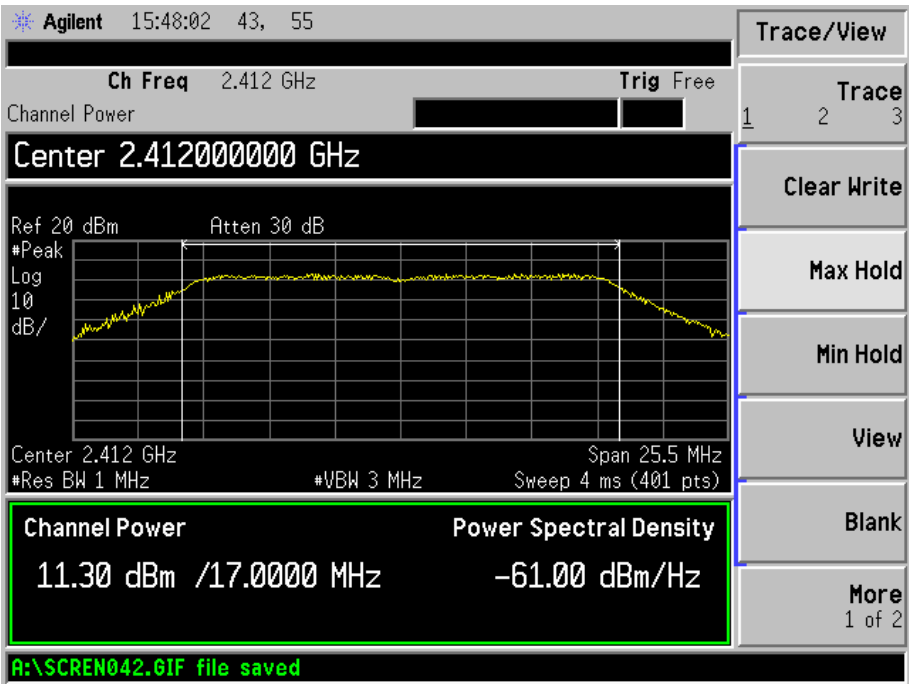 Agilent 15:48:02 43, 55
Ch Freq 2.412 GHz Trig Free
Channel Power
Center 2.412000000 GHz
Ref 20 dBm Atten 30 dB
#Peak
Log
10
dB/
Center 2.412 GHz Span 25.5 MHz
#Res BW 1 MHz #VBW 3 MHz Sweep 4 ms (401 pts)
Channel Power Power Spectral Density
11.30 dBm /17.0000 MHz -61.00 dBm/Hz
A:\SCREN042.GIF file saved
Trace/View
Trace
1 2 3
Clear Write
Max Hold
Min Hold
View
Blank
More
1 of 2